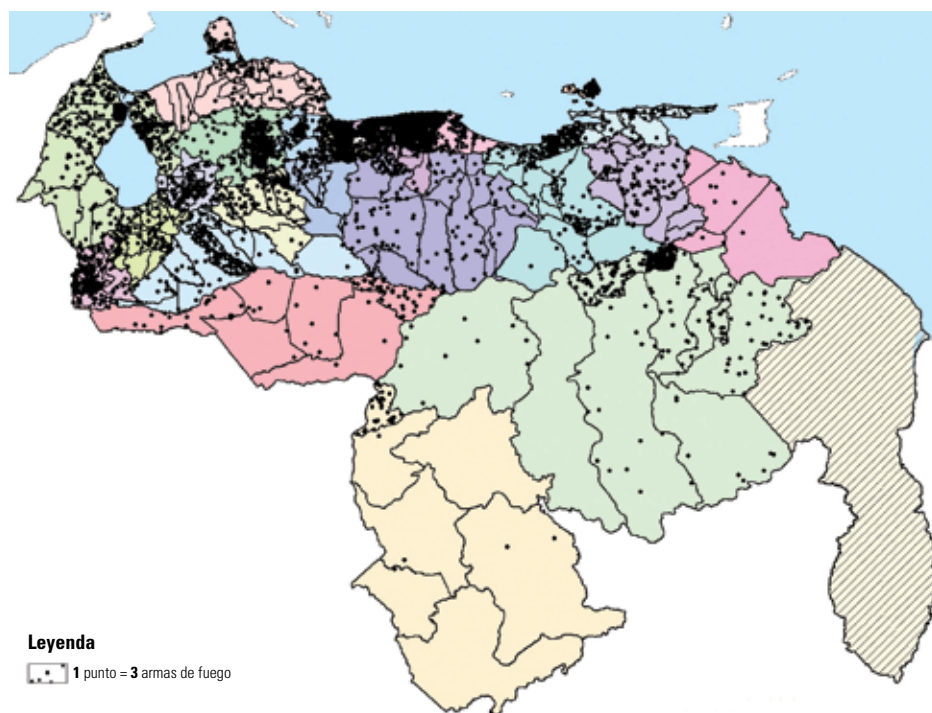 Leyenda
1 punto = 3 armas de fuego